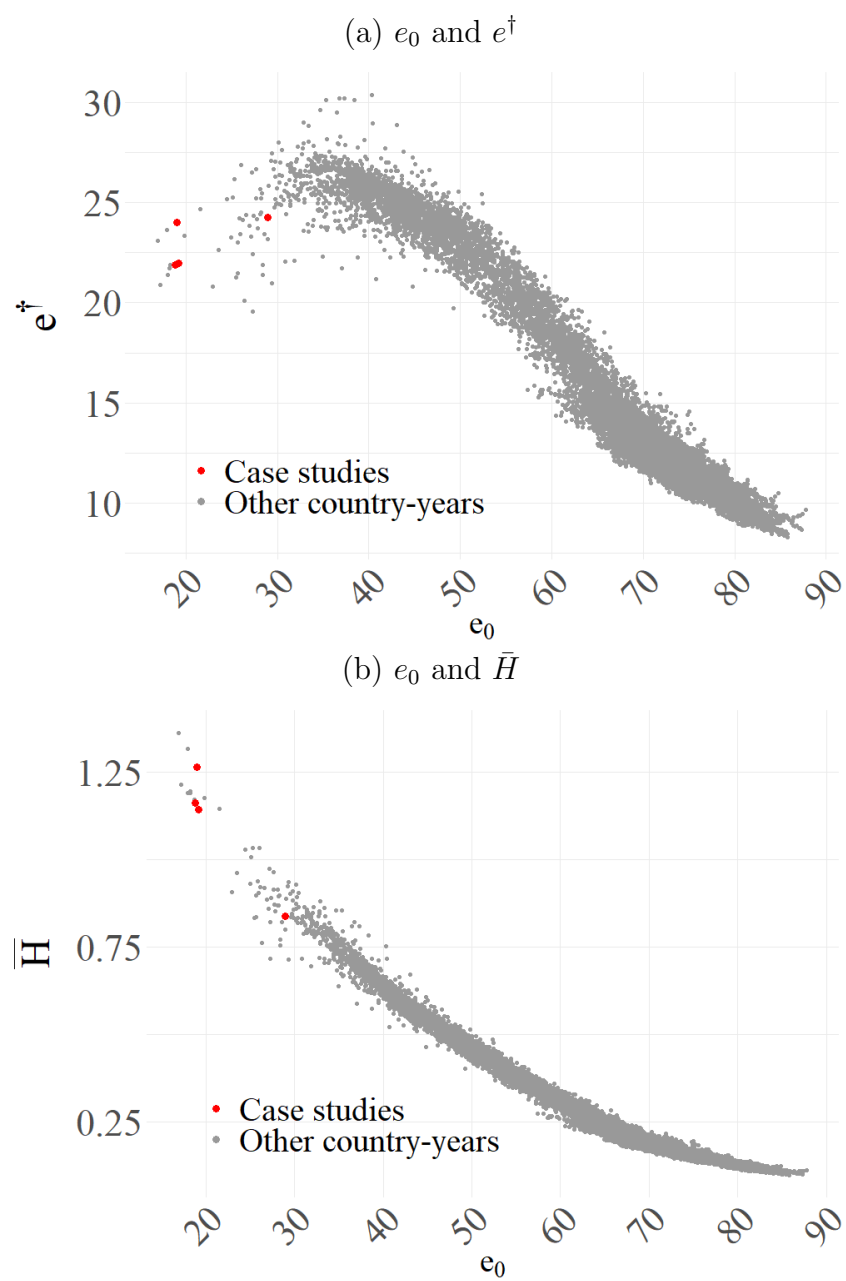 (a) e₀ and e†
30
25
20
15
10
e†
Case studies
Other country-years
20 30 40 50 60 70 80 90
e₀
(b) e₀ and H̄
1.25
0.75
0.25
H̄
Case studies
Other country-years
20 30 40 50 60 70 80 90
e₀